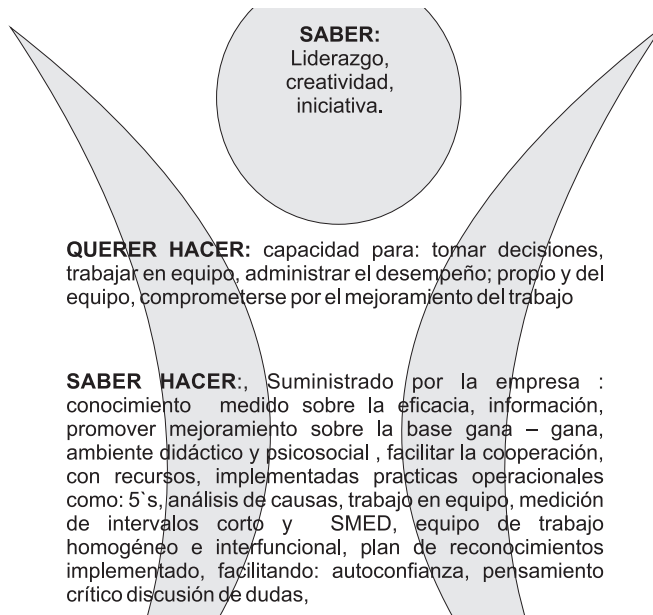 SABER:
Liderazgo,
creatividad,
iniciativa.
QUERER HACER: capacidad para: tomar decisiones,
trabajar en equipo, administrar el desempeño; propio y del
equipo, comprometerse por el mejoramiento del trabajo
SABER HACER:, Suministrado por la empresa :
conocimiento medido sobre la eficacia, información,
promover mejoramiento sobre la base gana – gana,
ambiente didáctico y psicosocial , facilitar la cooperación,
con recursos, implementadas practicas operacionales
como: 5`s, análisis de causas, trabajo en equipo, medición
de intervalos corto y SMED, equipo de trabajo
homogéneo e interfuncional, plan de reconocimientos
implementado, facilitando: autoconfianza, pensamiento
crítico discusión de dudas,